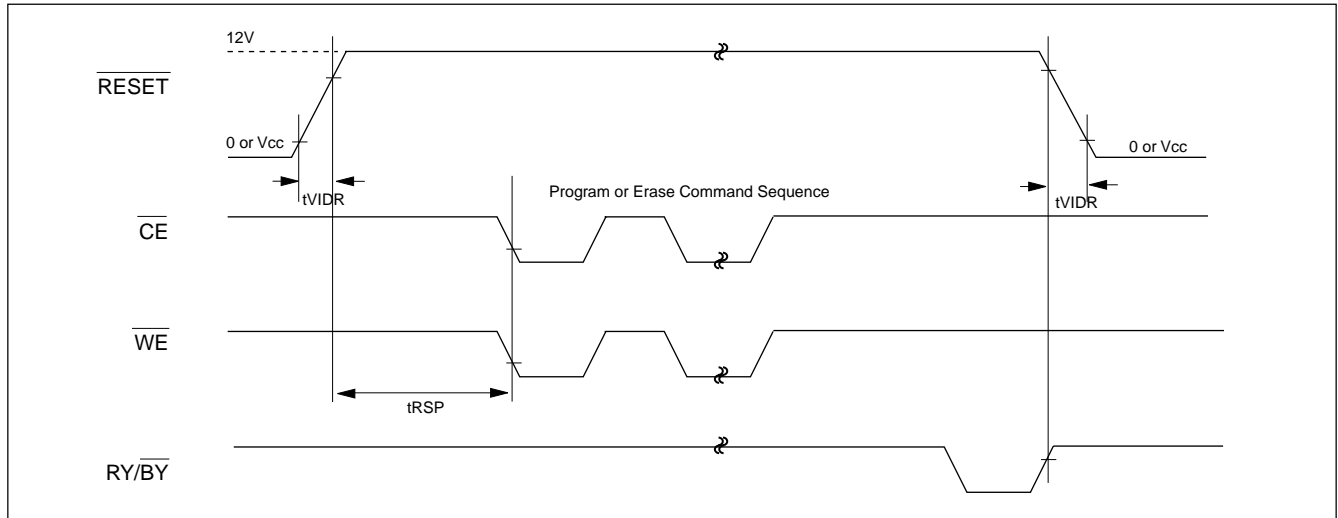 12V
RESET
0 or Vcc
0 or Vcc
tVIDR
Program or Erase Command Sequence
tVIDR
CE
WE
tRSP
RY/BY